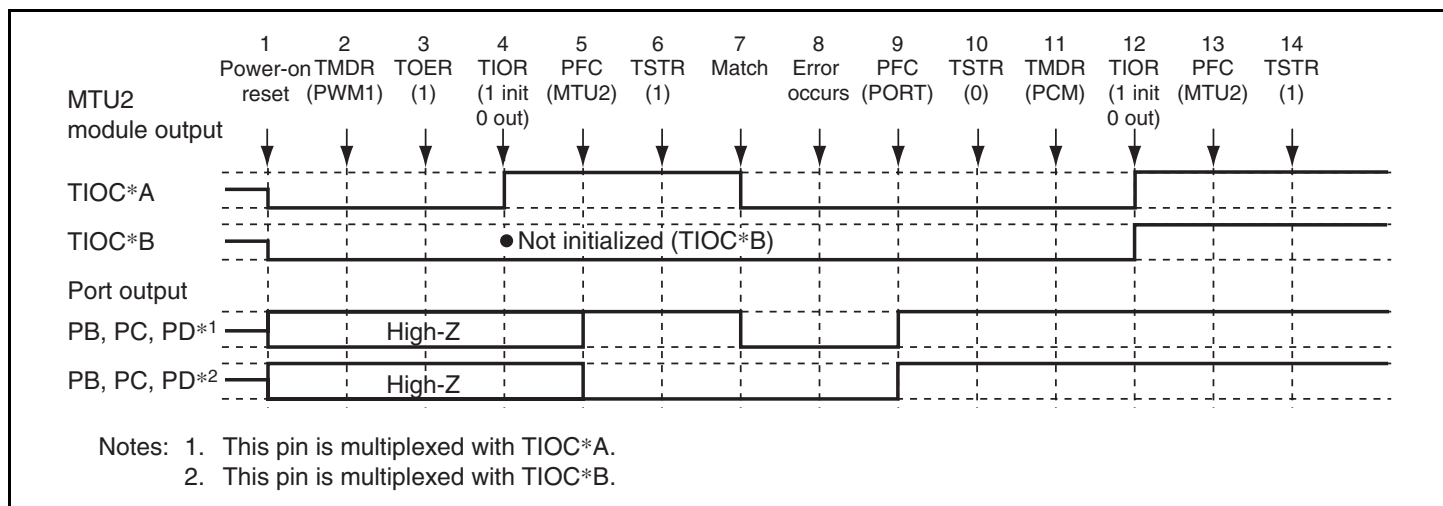 1 2 3 4 5 6 7 8 9 10 11 12 13 14
Power-on TMDR TOER TIOR PFC TSTR Match Error PFC TSTR TMDR TIOR PFC TSTR
reset (PWM1) (1) (1 init (MTU2) (1) occurs (PORT) (0) (PCM) (1 init (MTU2) (1)
0 out) 0 out)
MTU2
module output
TIOC*A
TIOC*B
● Not initialized (TIOC*B)
Port output
PB, PC, PD*1
High-Z
PB, PC, PD*2
High-Z
Notes: 1. This pin is multiplexed with TIOC*A.
2. This pin is multiplexed with TIOC*B.